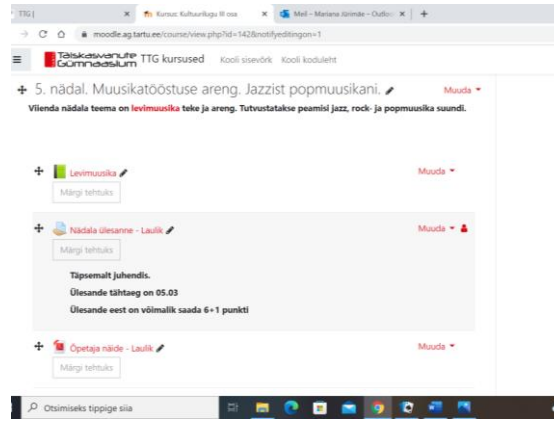 TTG |
Kursus: Kultuurilugu III osa
Meil – Mariana
moodle.ag.tartu.ee/course/view.php?id=142&notifyeditingon=1
Täiskasvanute Gümnaasium TTG kursused Kooli sisevõrk Kooli koduleht
5. nädal. Muusikatööstuse areng. Jazzist popmuusikani. Muuda
Viienda nädala teema on levimuusika teke ja areng. Tutvustatakse peamisi jazz, rock- ja popmuusika suundi.
Levimuusika Muuda
Märgi tehtuks
Nädala ülesanne - Laulik Muuda
Märgi tehtuks
Täpsemalt juhendis.
Ülesande tähtaeg on 05.03
Ülesande eest on võimalik saada 6+1 punkti
Õpetaja näide - Laulik Muuda
Märgi tehtuks
Otsimiseks tippige siia